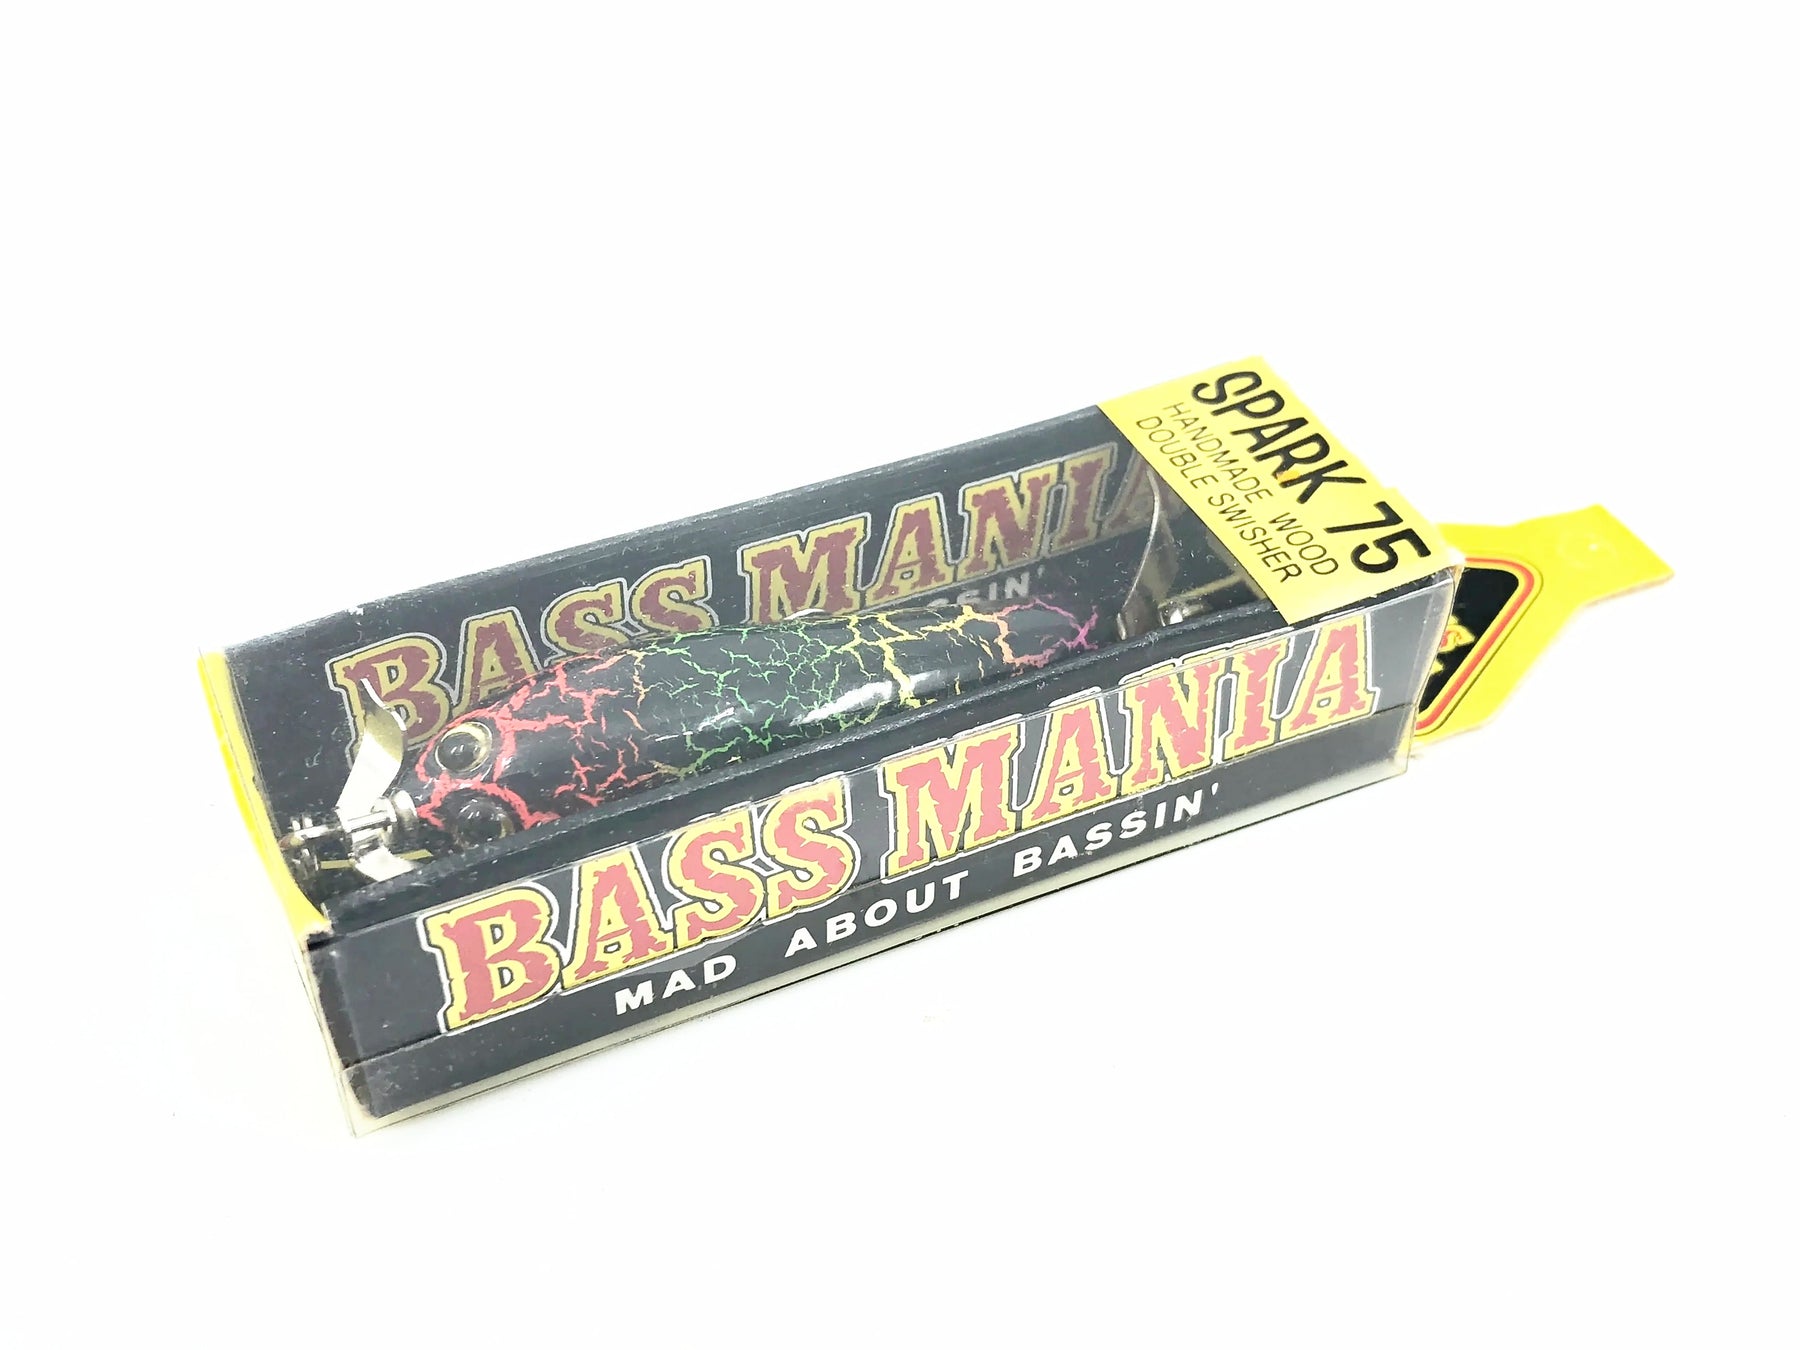 SPARK 75
HANDMADE WOOD
DOUBLE SWISHER
BASS MANIA
BASS MANIA
MAD ABOUT BASSIN'